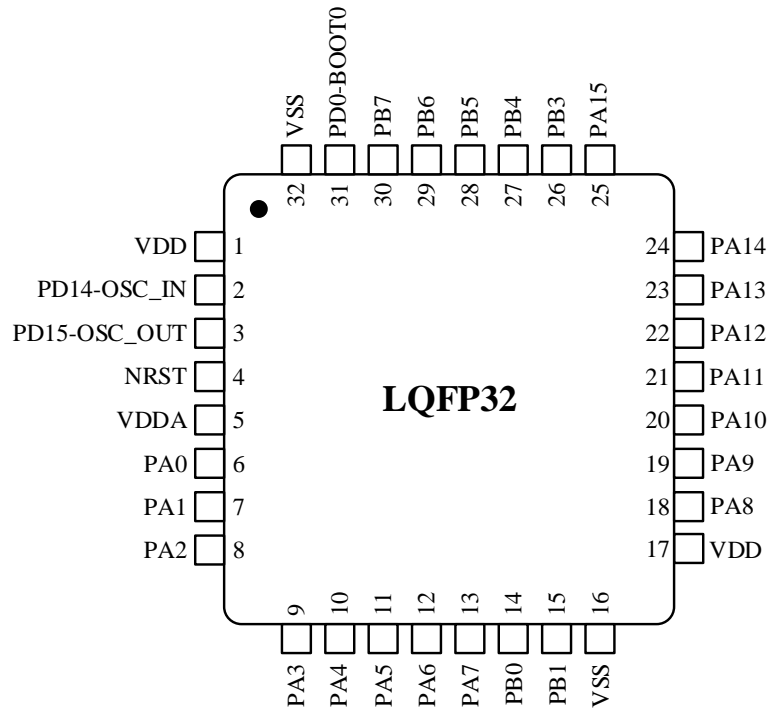 VSS
PD0-BOOT0
PB7
PB6
PB5
PB4
PB3
PA15
32
31
30
29
28
27
26
25
VDD 1
PD14-OSC_IN 2
PD15-OSC_OUT 3
NRST 4
VDDA 5
PA0 6
PA1 7
PA2 8
LQFP32
24 PA14
23 PA13
22 PA12
21 PA11
20 PA10
19 PA9
18 PA8
17 VDD
9
10
11
12
13
14
15
16
PA3
PA4
PA5
PA6
PA7
PB0
PB1
VSS